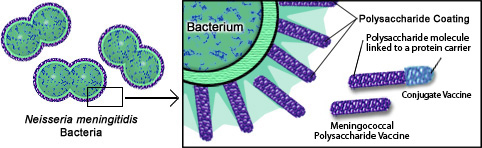 Neisseria meningitidis
Bacteria
Bacterium
Polysaccharide Coating
Polysaccharide molecule
linked to a protein carrier
Conjugate Vaccine
Meningococcal
Polysaccharide Vaccine